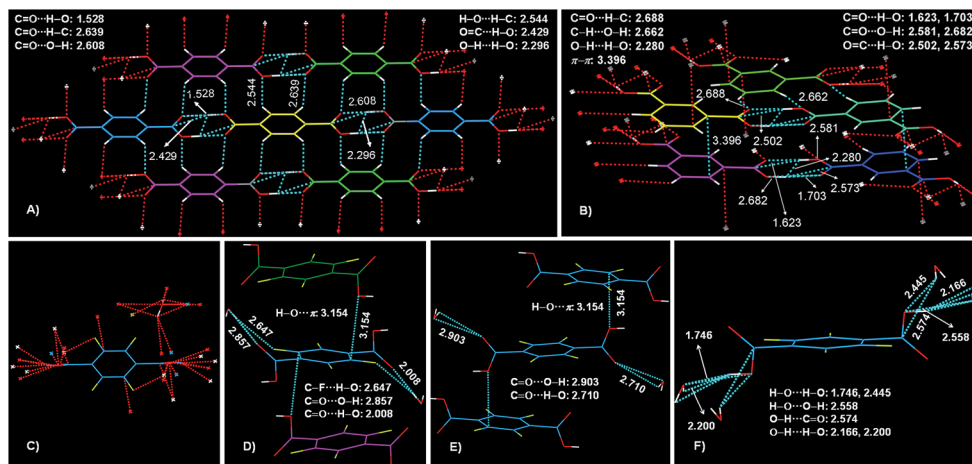 C=O···H–O: 1.528
C=O···H–C: 2.639
C=O···O–H: 2.608
H–O···H–C: 2.544
O=C···H–O: 2.429
O–H···H–O: 2.296
1.528
2.544
2.639
2.608
2.429
2.296
A)
C=O···H–C: 2.688
C–H···O–H: 2.662
O–H···H–O: 2.280
π–π: 3.396
C=O···H–O: 1.623, 1.703
C=O···O–H: 2.581, 2.682
O=C···H–O: 2.502, 2.573
2.688
2.662
2.581
3.396
2.502
2.280
2.682
2.573
1.703
1.623
B)
C)
H–O···π: 3.154
2.647
2.857
3.154
2.008
C–F···H–O: 2.647
C=O···O–H: 2.857
C=O···H–O: 2.008
D)
3.154
H–O···π: 3.154
2.903
C=O···O–H: 2.903
C=O···H–O: 2.710
2.710
E)
2.445
2.166
2.574
2.558
1.746
2.200
H–O···H–O: 1.746, 2.445
H–O···O–H: 2.558
O–H···C=O: 2.574
O–H···H–O: 2.166, 2.200
F)